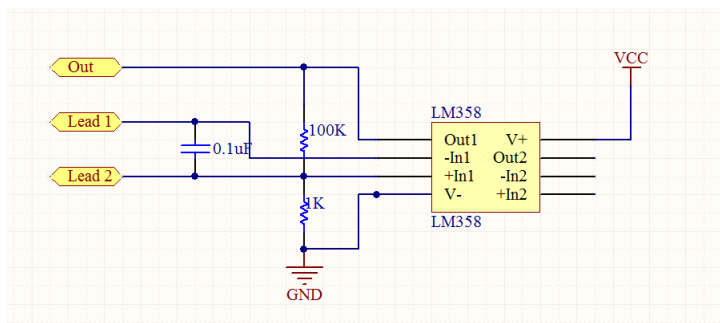 VCC
Out
LM358
Lead 1
100K
Out1 V+
0.1uF
-In1 Out2
Lead 2
+In1 -In2
V- +In2
1K
LM358
GND